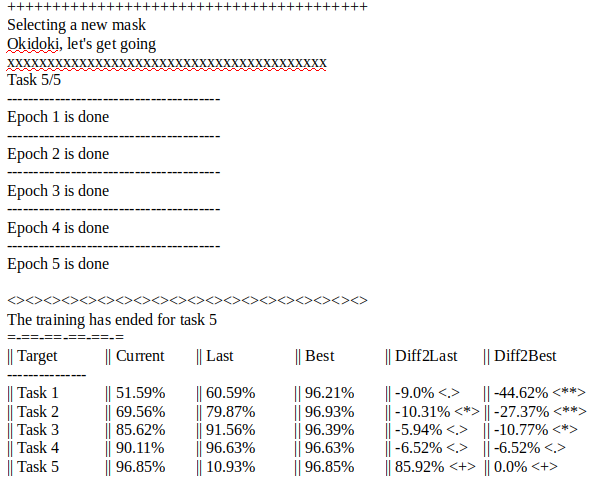 ++++++++++++++++++++++++++++++++++++++++
Selecting a new mask
Okidoki, let's get going
xxxxxxxxxxxxxxxxxxxxxxxxxxxxxxxxxxxxxxxx
Task 5/5
----------------------------------------
Epoch 1 is done
----------------------------------------
Epoch 2 is done
----------------------------------------
Epoch 3 is done
----------------------------------------
Epoch 4 is done
----------------------------------------
Epoch 5 is done
<><><><><><><><><><><><><><><><><><><><>
The training has ended for task 5
=-==-==-==-==-=
|| Target || Current || Last || Best || Diff2Last || Diff2Best
---------------
|| Task 1 || 51.59% || 60.59% || 96.21% || -9.0% <.> || -44.62% <**>
|| Task 2 || 69.56% || 79.87% || 96.93% || -10.31% <*> || -27.37% <**>
|| Task 3 || 85.62% || 91.56% || 96.39% || -5.94% <.> || -10.77% <*>
|| Task 4 || 90.11% || 96.63% || 96.63% || -6.52% <.> || -6.52% <.>
|| Task 5 || 96.85% || 10.93% || 96.85% || 85.92% <+> || 0.0% <+>